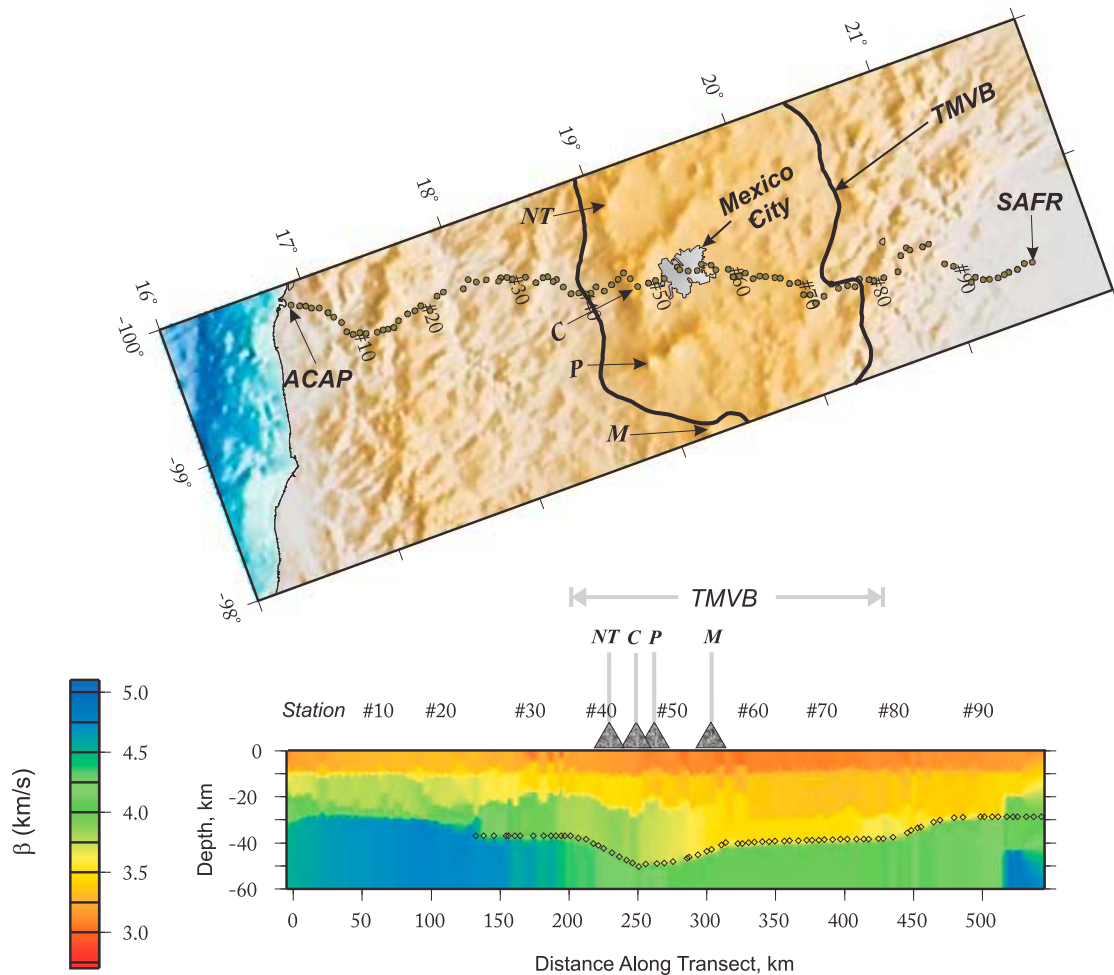 21°
20°
TMVB
19°
Mexico
City
NT
18°
SAFR
17°
#30
#50
#60
#70
#80
#90
16°
#20
#10
C
-100°
P
ACAP
M
-99°
-98°
TMVB
NT C P M
Station #10 #20 #30 #40 #50 #60 #70 #80 #90
5.0
4.5
4.0
3.5
3.0
β (km/s)
0
-20
-40
-60
Depth, km
0 50 100 150 200 250 300 350 400 450 500
Distance Along Transect, km